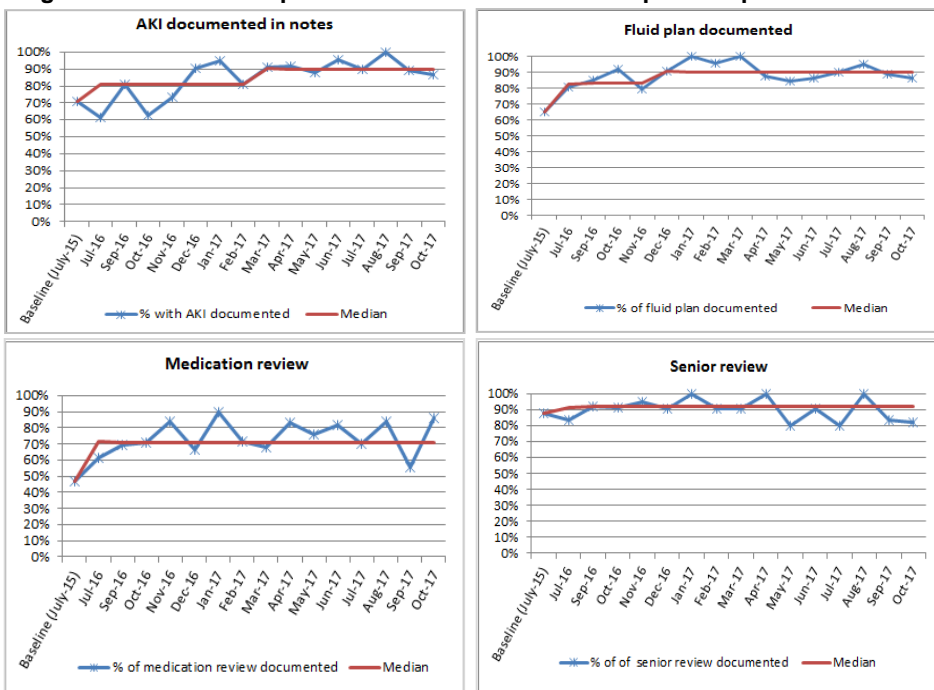 AKI documented in notes
100%
90%
80%
70%
60%
50%
40%
30%
20%
10%
0%
Baseline (July-15)
Jul-16
Sep-16
Oct-16
Nov-16
Dec-16
Jan-17
Feb-17
Mar-17
Apr-17
May-17
Jun-17
Jul-17
Aug-17
Sep-17
Oct-17
% with AKI documented Median
Fluid plan documented
100%
90%
80%
70%
60%
50%
40%
30%
20%
10%
0%
Baseline (July-15)
Jul-16
Sep-16
Oct-16
Nov-16
Dec-16
Jan-17
Feb-17
Mar-17
Apr-17
May-17
Jun-17
Jul-17
Aug-17
Sep-17
Oct-17
% of fluid plan documented Median
Medication review
100%
90%
80%
70%
60%
50%
40%
30%
20%
10%
0%
Baseline (July-15)
Jul-16
Sep-16
Oct-16
Nov-16
Dec-16
Jan-17
Feb-17
Mar-17
Apr-17
May-17
Jun-17
Jul-17
Aug-17
Sep-17
Oct-17
% of medication review documented Median
Senior review
100%
90%
80%
70%
60%
50%
40%
30%
20%
10%
0%
Baseline (July-15)
Jul-16
Sep-16
Oct-16
Nov-16
Dec-16
Jan-17
Feb-17
Mar-17
Apr-17
May-17
Jun-17
Jul-17
Aug-17
Sep-17
Oct-17
% of of senior review documented Median